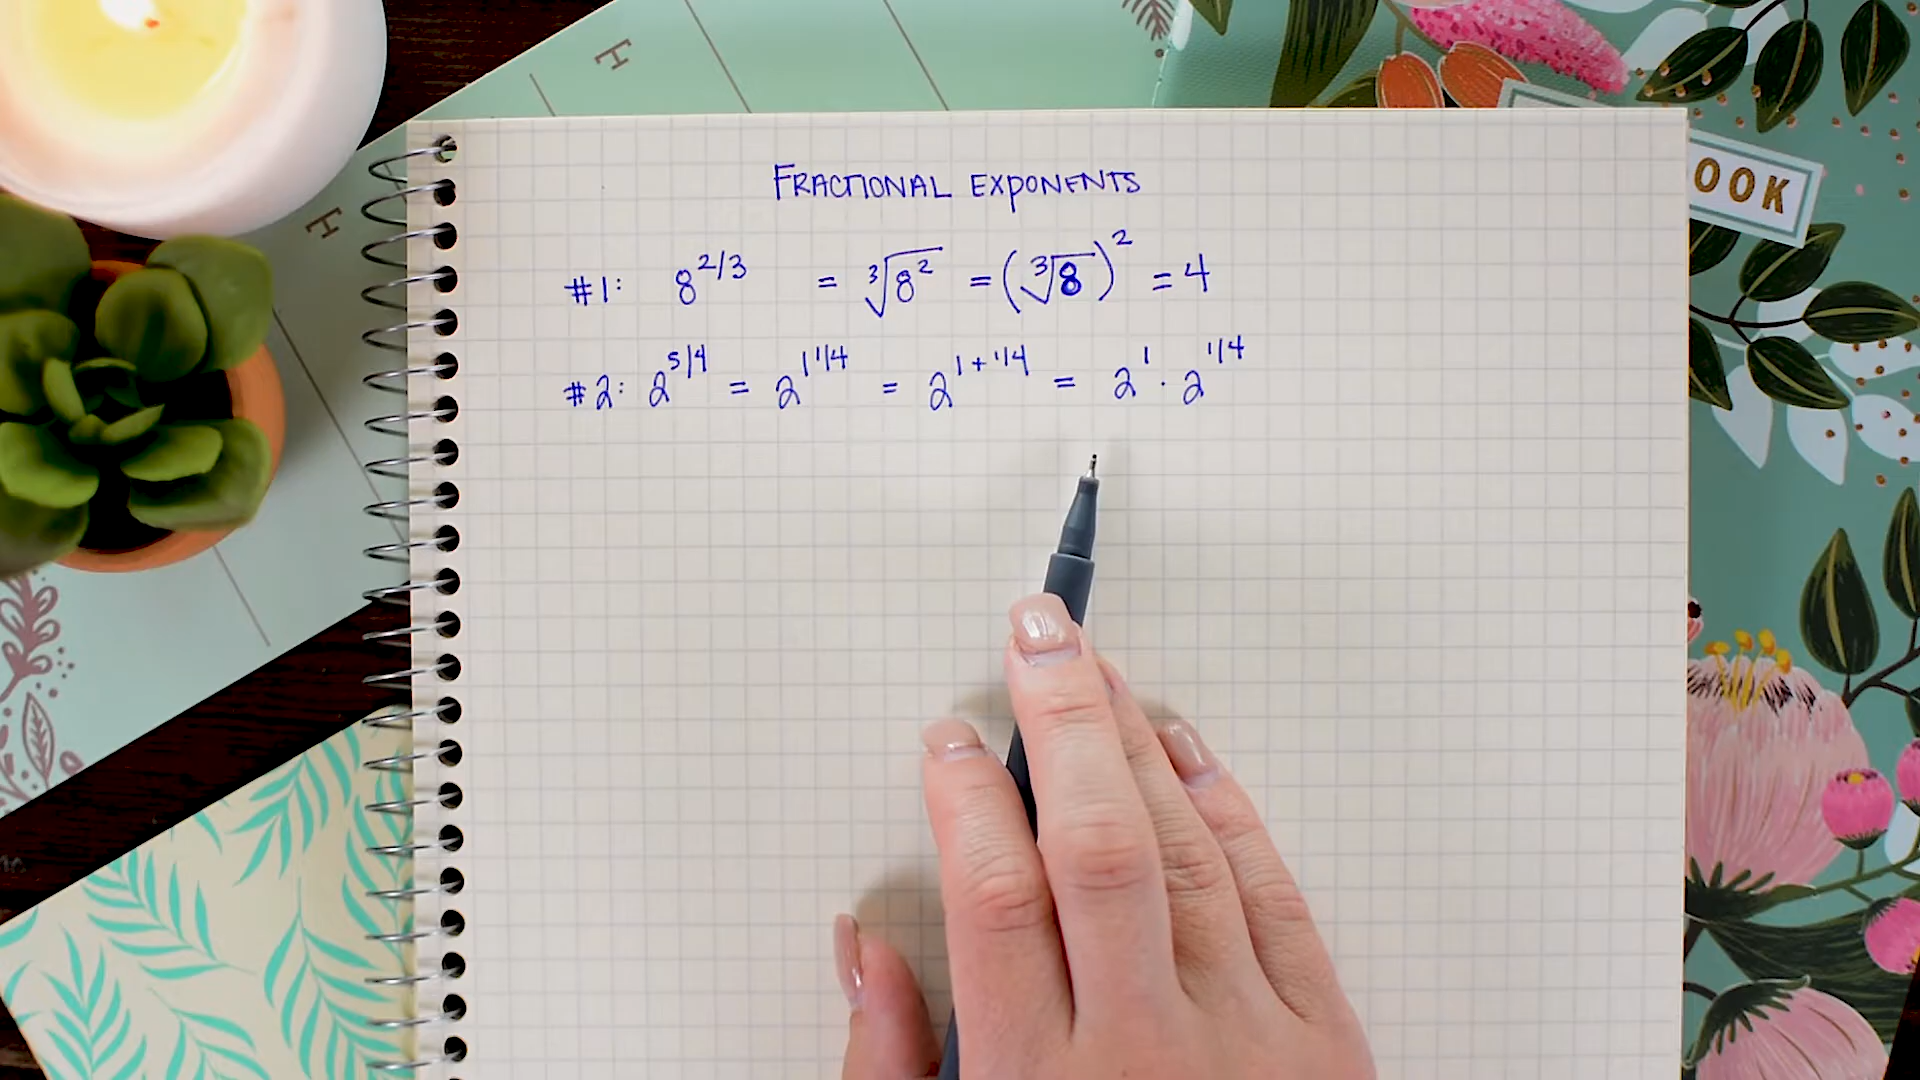 H
H
OOK
FRACTIONAL EXPONENTS
#1: 8^2/3 = ∛8² = (∛8)² = 4
#2: 2^5/4 = 2^1 1/4 = 2^1 + 1/4 = 2^1 · 2^1/4